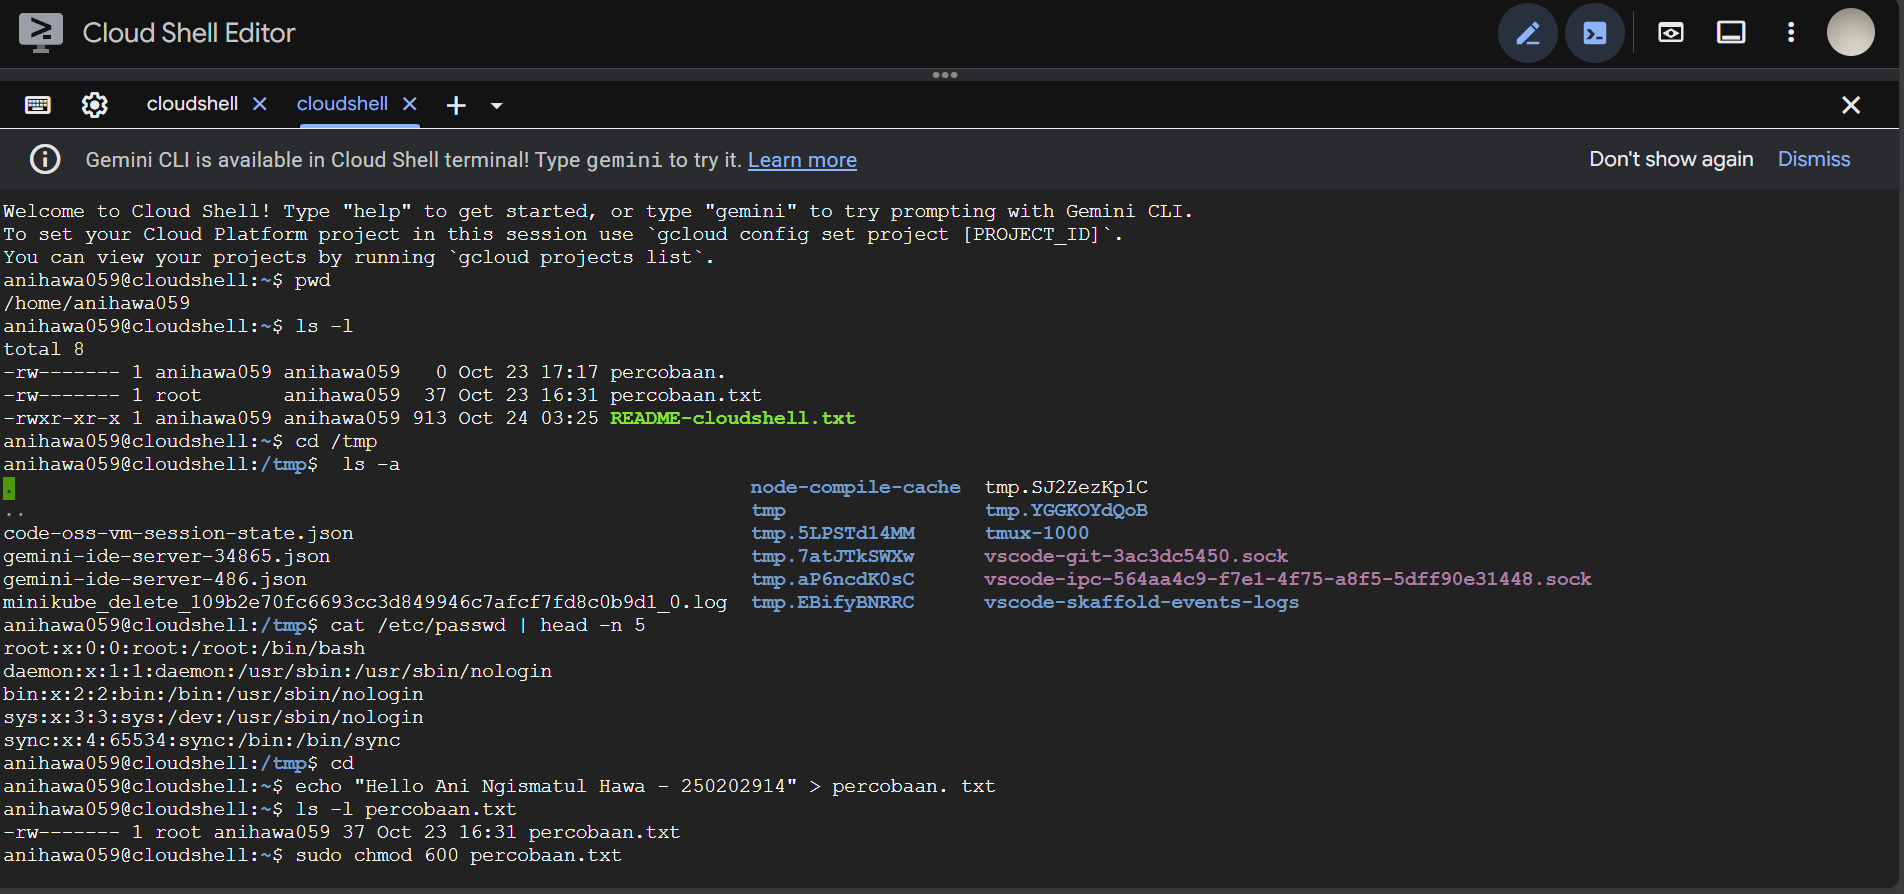 Cloud Shell Editor
cloudshell cloudshell
Gemini CLI is available in Cloud Shell terminal! Type gemini to try it. Learn more Don't show again Dismiss
Welcome to Cloud Shell! Type "help" to get started, or type "gemini" to try prompting with Gemini CLI.
To set your Cloud Platform project in this session use `gcloud config set project [PROJECT_ID]`.
You can view your projects by running `gcloud projects list`.
anihawa059@cloudshell:~$ pwd
/home/anihawa059
anihawa059@cloudshell:~$ ls -l
total 8
-rw------- 1 anihawa059 anihawa059   0 Oct 23 17:17 percobaan.
-rw------- 1 root       anihawa059  37 Oct 23 16:31 percobaan.txt
-rwxr-xr-x 1 anihawa059 anihawa059 913 Oct 24 03:25 README-cloudshell.txt
anihawa059@cloudshell:~$ cd /tmp
anihawa059@cloudshell:/tmp$  ls -a
. node-compile-cache tmp.SJ2ZezKp1C
.. tmp tmp.YGGKOYdQoB
code-oss-vm-session-state.json tmp.5LPSTd14MM tmux-1000
gemini-ide-server-34865.json tmp.7atJTkSWXw vscode-git-3ac3dc5450.sock
gemini-ide-server-486.json tmp.aP6ncdK0sC vscode-ipc-564aa4c9-f7e1-4f75-a8f5-5dff90e31448.sock
minikube_delete_109b2e70fc6693cc3d849946c7afcf7fd8c0b9d1_0.log tmp.EBifyBNRRC vscode-skaffold-events-logs
anihawa059@cloudshell:/tmp$ cat /etc/passwd | head -n 5
root:x:0:0:root:/root:/bin/bash
daemon:x:1:1:daemon:/usr/sbin:/usr/sbin/nologin
bin:x:2:2:bin:/bin:/usr/sbin/nologin
sys:x:3:3:sys:/dev:/usr/sbin/nologin
sync:x:4:65534:sync:/bin:/bin/sync
anihawa059@cloudshell:/tmp$ cd
anihawa059@cloudshell:~$ echo "Hello Ani Ngismatul Hawa - 250202914" > percobaan. txt
anihawa059@cloudshell:~$ ls -l percobaan.txt
-rw------- 1 root anihawa059 37 Oct 23 16:31 percobaan.txt
anihawa059@cloudshell:~$ sudo chmod 600 percobaan.txt